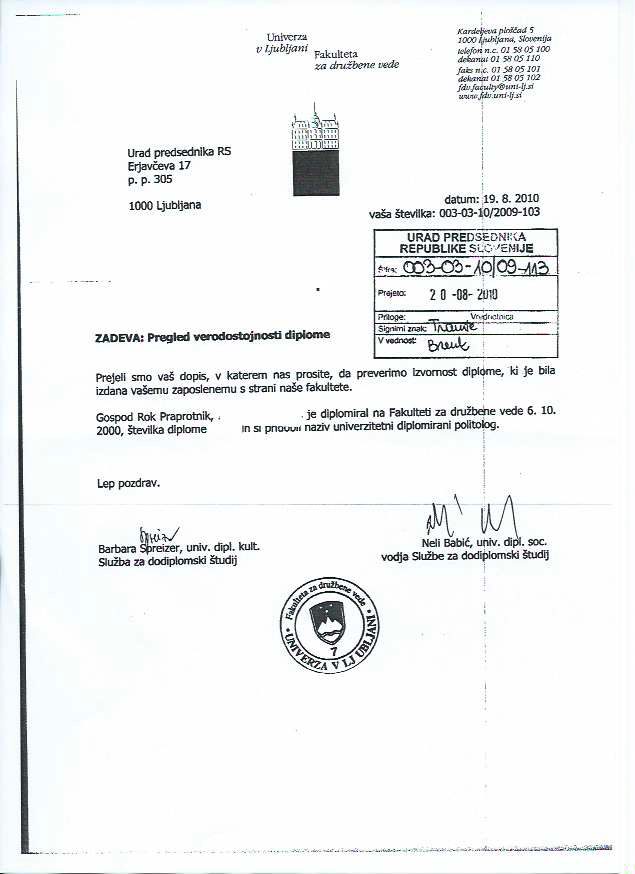 Univerza
v Ljubljani
Fakulteta
za družbene vede
Kardeljeva ploščad 5
1000 Ljubljana, Slovenija
telefon n.c. 01 58 05 100
dekanat 01 58 05 110
faks n.c. 01 58 05 101
dekanat 01 58 05 102
fdv.faculty@uni-lj.si
www.fdv.uni-lj.si
Urad predsednika RS
Erjavčeva 17
p. p. 305
1000 Ljubljana
datum: 19. 8. 2010
vaša številka: 003-03-10/2009-103
URAD PREDSEDNIKA
REPUBLIKE SLOVENIJE
Šifra: 003-03-10/09-113
Prejeto: 20-08-2010
Priloge: Vrednotnica
Signirni znak:
V vednost:
ZADEVA: Pregled verodostojnosti diplome
Prejeli smo vaš dopis, v katerem nas prosite, da preverimo izvornost diplome, ki je bila
izdana vašemu zaposlenemu s strani naše fakultete.
Gospod Rok Praprotnik, je diplomiral na Fakulteti za družbene vede 6. 10.
2000, številka diplome in si pridobil naziv univerzitetni diplomirani politolog.
Lep pozdrav.
Barbara Spreizer, univ. dipl. kult.
Služba za dodiplomski študij
Neli Babić, univ. dipl. soc.
vodja Službe za dodiplomski študij
Fakulteta za družbene vede
UNIVERZA V LJUBLJANI
7